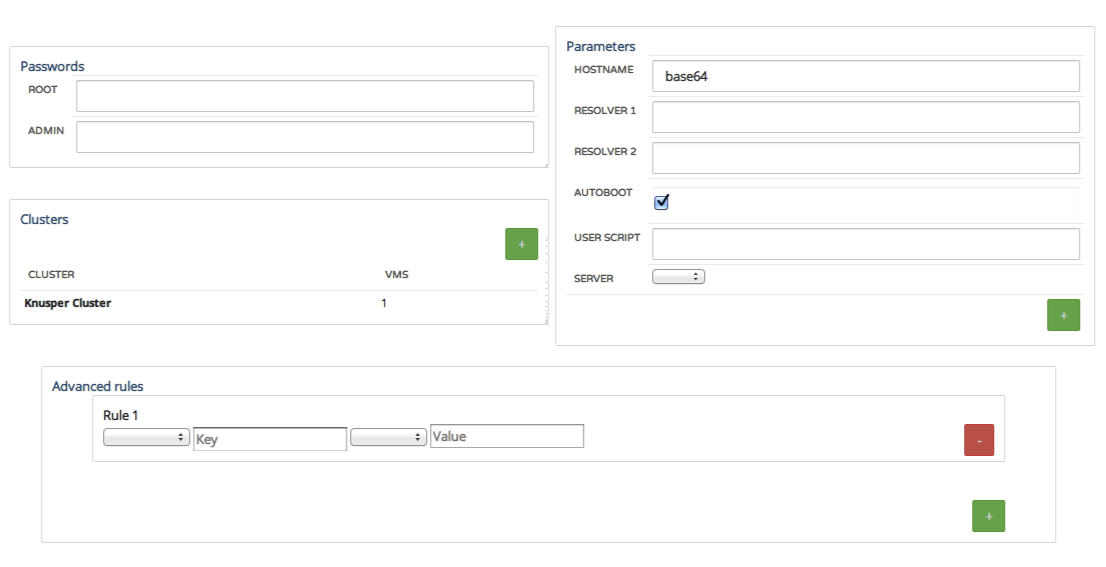 Passwords
ROOT
ADMIN
Clusters
+
CLUSTER VMS
Knusper Cluster 1
Parameters
HOSTNAME base64
RESOLVER 1
RESOLVER 2
AUTOBOOT
USER SCRIPT
SERVER
+
Advanced rules
Rule 1
Key Value
-
+